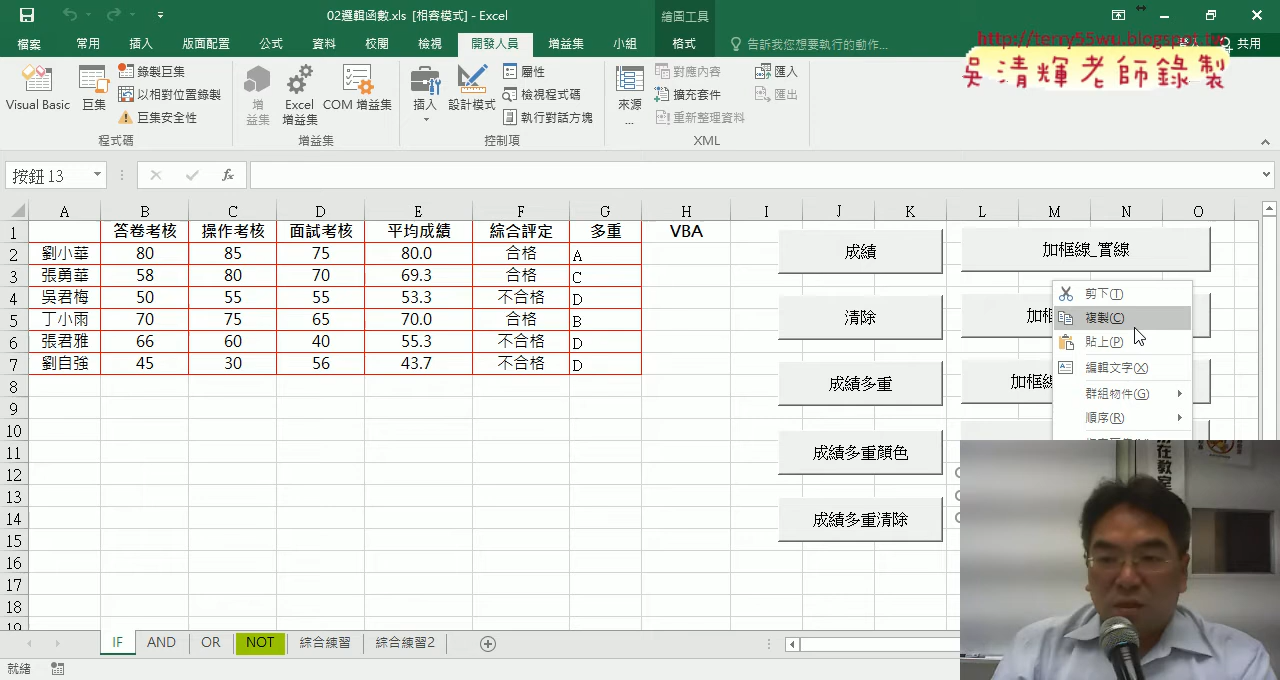 02邏輯函數.xls [相容模式] - Excel
繪圖工具
檔案 常用 插入 版面配置 公式 資料 校閱 檢視 開發人員 增益集 小組 格式 告訴我您想要執行的動作... 共用
http://terry55wu.blogspot.tw
吳清輝老師錄製
Visual Basic 巨集 錄製巨集 以相對位置錄製 巨集安全性
增益集 Excel 增益集 COM 增益集
插入 設計模式 屬性 檢視程式碼 執行對話方塊
來源... 對應內容 擴充套件 重新整理資料 匯入 匯出
程式碼 增益集 控制項 XML
按鈕 13 fx
A B C D E F G H I J K L M N O
1 答卷考核 操作考核 面試考核 平均成績 綜合評定 多重 VBA
2 劉小華 80 85 75 80.0 合格 A
3 張勇華 58 80 70 69.3 合格 C
4 吳君梅 50 55 55 53.3 不合格 D
5 丁小雨 70 75 65 70.0 合格 B
6 張君雅 66 60 40 55.3 不合格 D
7 劉自強 45 30 56 43.7 不合格 D
8
9
10
11
12
13
14
15
16
17
18
19
成績
清除
成績多重
成績多重顏色
成績多重清除
加框線_實線
加框
加框線
剪下(T)
複製(C)
貼上(P)
編輯文字(X)
群組物件(G)
順序(R)
IF AND OR NOT 綜合練習 綜合練習2
就緒